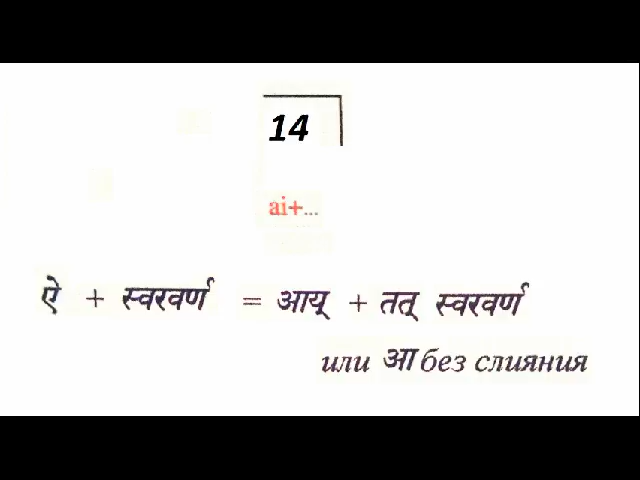 14
ai+...
ऐ + स्वरवर्ण = आय् + तत् स्वरवर्ण
или आ без слияния